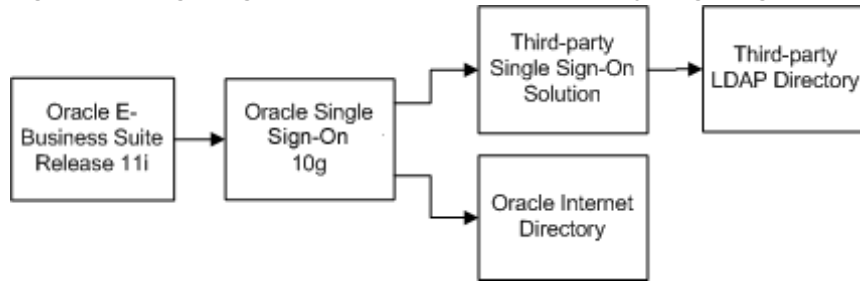 Oracle E-
Business Suite
Release 11i
Oracle Single
Sign-On
10g
Third-party
Single Sign-On
Solution
Third-party
LDAP Directory
Oracle Internet
Directory